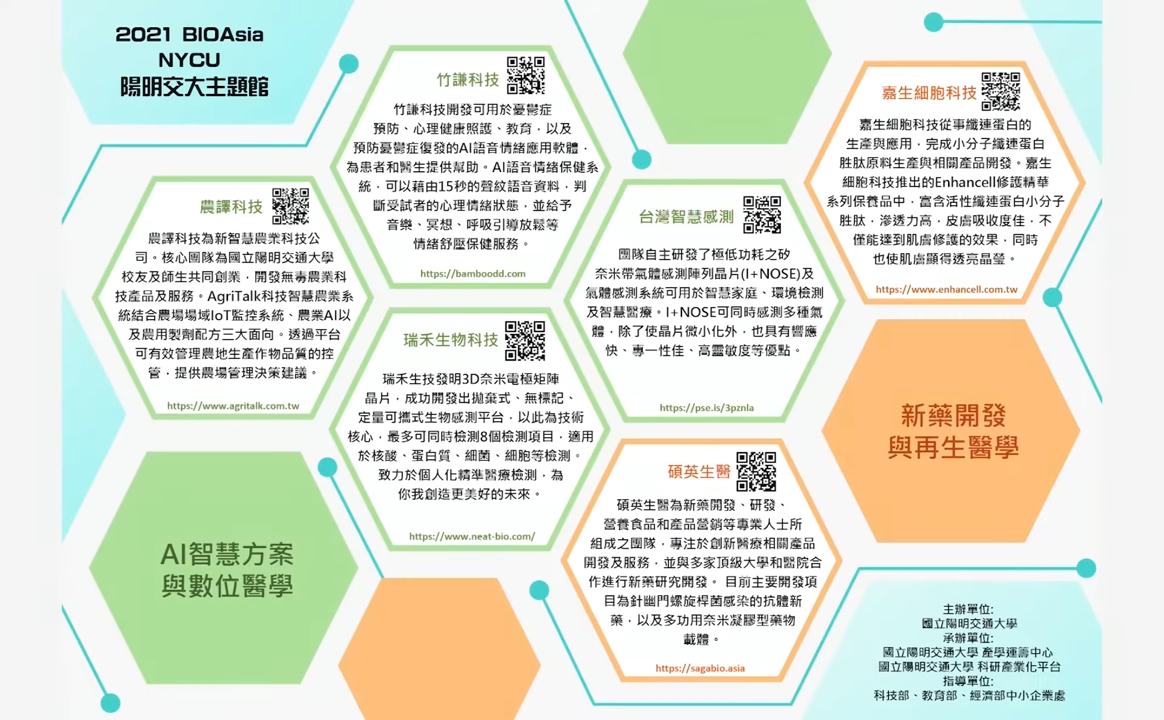 2021 BIOAsia
NYCU
陽明交大主題館
竹謙科技
竹謙科技開發可用於憂鬱症
預防、心理健康照護、教育，以及
預防憂鬱症復發的AI語音情緒應用軟體，
為患者和醫生提供幫助。AI語音情緒保健系
統，可以藉由15秒的聲紋語音資料，判
斷受試者的心理情緒狀態，並給予
音樂、冥想、呼吸引導放鬆等
情緒舒壓保健服務。
https://bamboodd.com
嘉生細胞科技
嘉生細胞科技從事纖連蛋白的
生產與應用，完成小分子纖連蛋白
胜肽原料生產與相關產品開發。嘉生
細胞科技推出的Enhancell修護精華
系列保養品中，富含活性纖連蛋白小分子
胜肽，滲透力高，皮膚吸收度佳，不
僅能達到肌膚修護的效果，同時
也使肌膚顯得透亮晶瑩。
https://www.enhancell.com.tw
農譯科技
農譯科技為新智慧農業科技公
司。核心團隊為國立陽明交通大學
校友及師生共同創業，開發無毒農業科
技產品及服務。AgriTalk科技智慧農業系
統結合農場場域IoT監控系統、農業AI以
及農用製劑配方三大面向。透過平台
可有效管理農地生產作物品質的控
管，提供農場管理決策建議。
https://www.agritalk.com.tw
台灣智慧感測
團隊自主研發了極低功耗之矽
奈米帶氣體感測陣列晶片(I+NOSE)及
氣體感測系統可用於智慧家庭、環境檢測
及智慧醫療。I+NOSE可同時感測多種氣
體，除了使晶片微小化外，也具有響應
快、專一性佳、高靈敏度等優點。
https://pse.is/3pznla
瑞禾生物科技
瑞禾生技發明3D奈米電極矩陣
晶片，成功開發出拋棄式、無標記、
定量可攜式生物感測平台，以此為技術
核心，最多可同時檢測8個檢測項目，適用
於核酸、蛋白質、細菌、細胞等檢測。
致力於個人化精準醫療檢測，為
你我創造更美好的未來。
https://www.neat-bio.com/
新藥開發
與再生醫學
碩英生醫
碩英生醫為新藥開發、研發、
營養食品和產品營銷等專業人士所
組成之團隊，專注於創新醫療相關產品
開發及服務，並與多家頂級大學和醫院合
作進行新藥研究開發。 目前主要開發項
目為針幽門螺旋桿菌感染的抗體新
藥，以及多功用奈米凝膠型藥物
載體。
https://sagabio.asia
AI智慧方案
與數位醫學
主辦單位:
國立陽明交通大學
承辦單位:
國立陽明交通大學 產學運籌中心
國立陽明交通大學 科研產業化平台
指導單位:
科技部、教育部、經濟部中小企業處